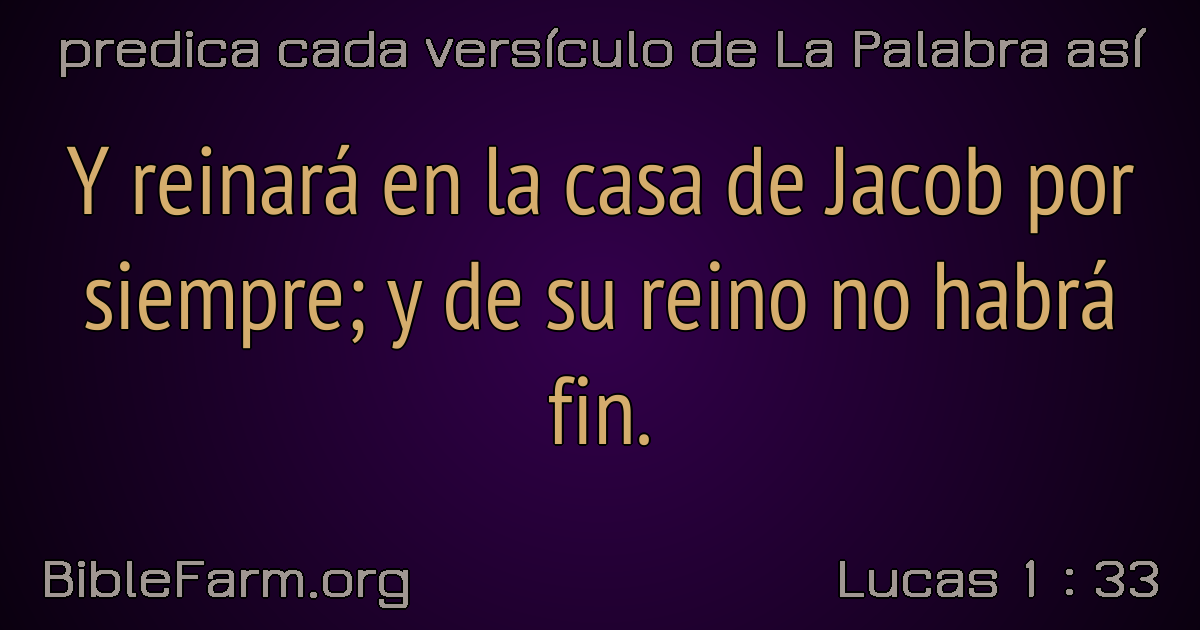 predica cada versículo de La Palabra así
Y reinará en la casa de Jacob por
siempre; y de su reino no habrá
fin.
BibleFarm.org
Lucas 1 : 33